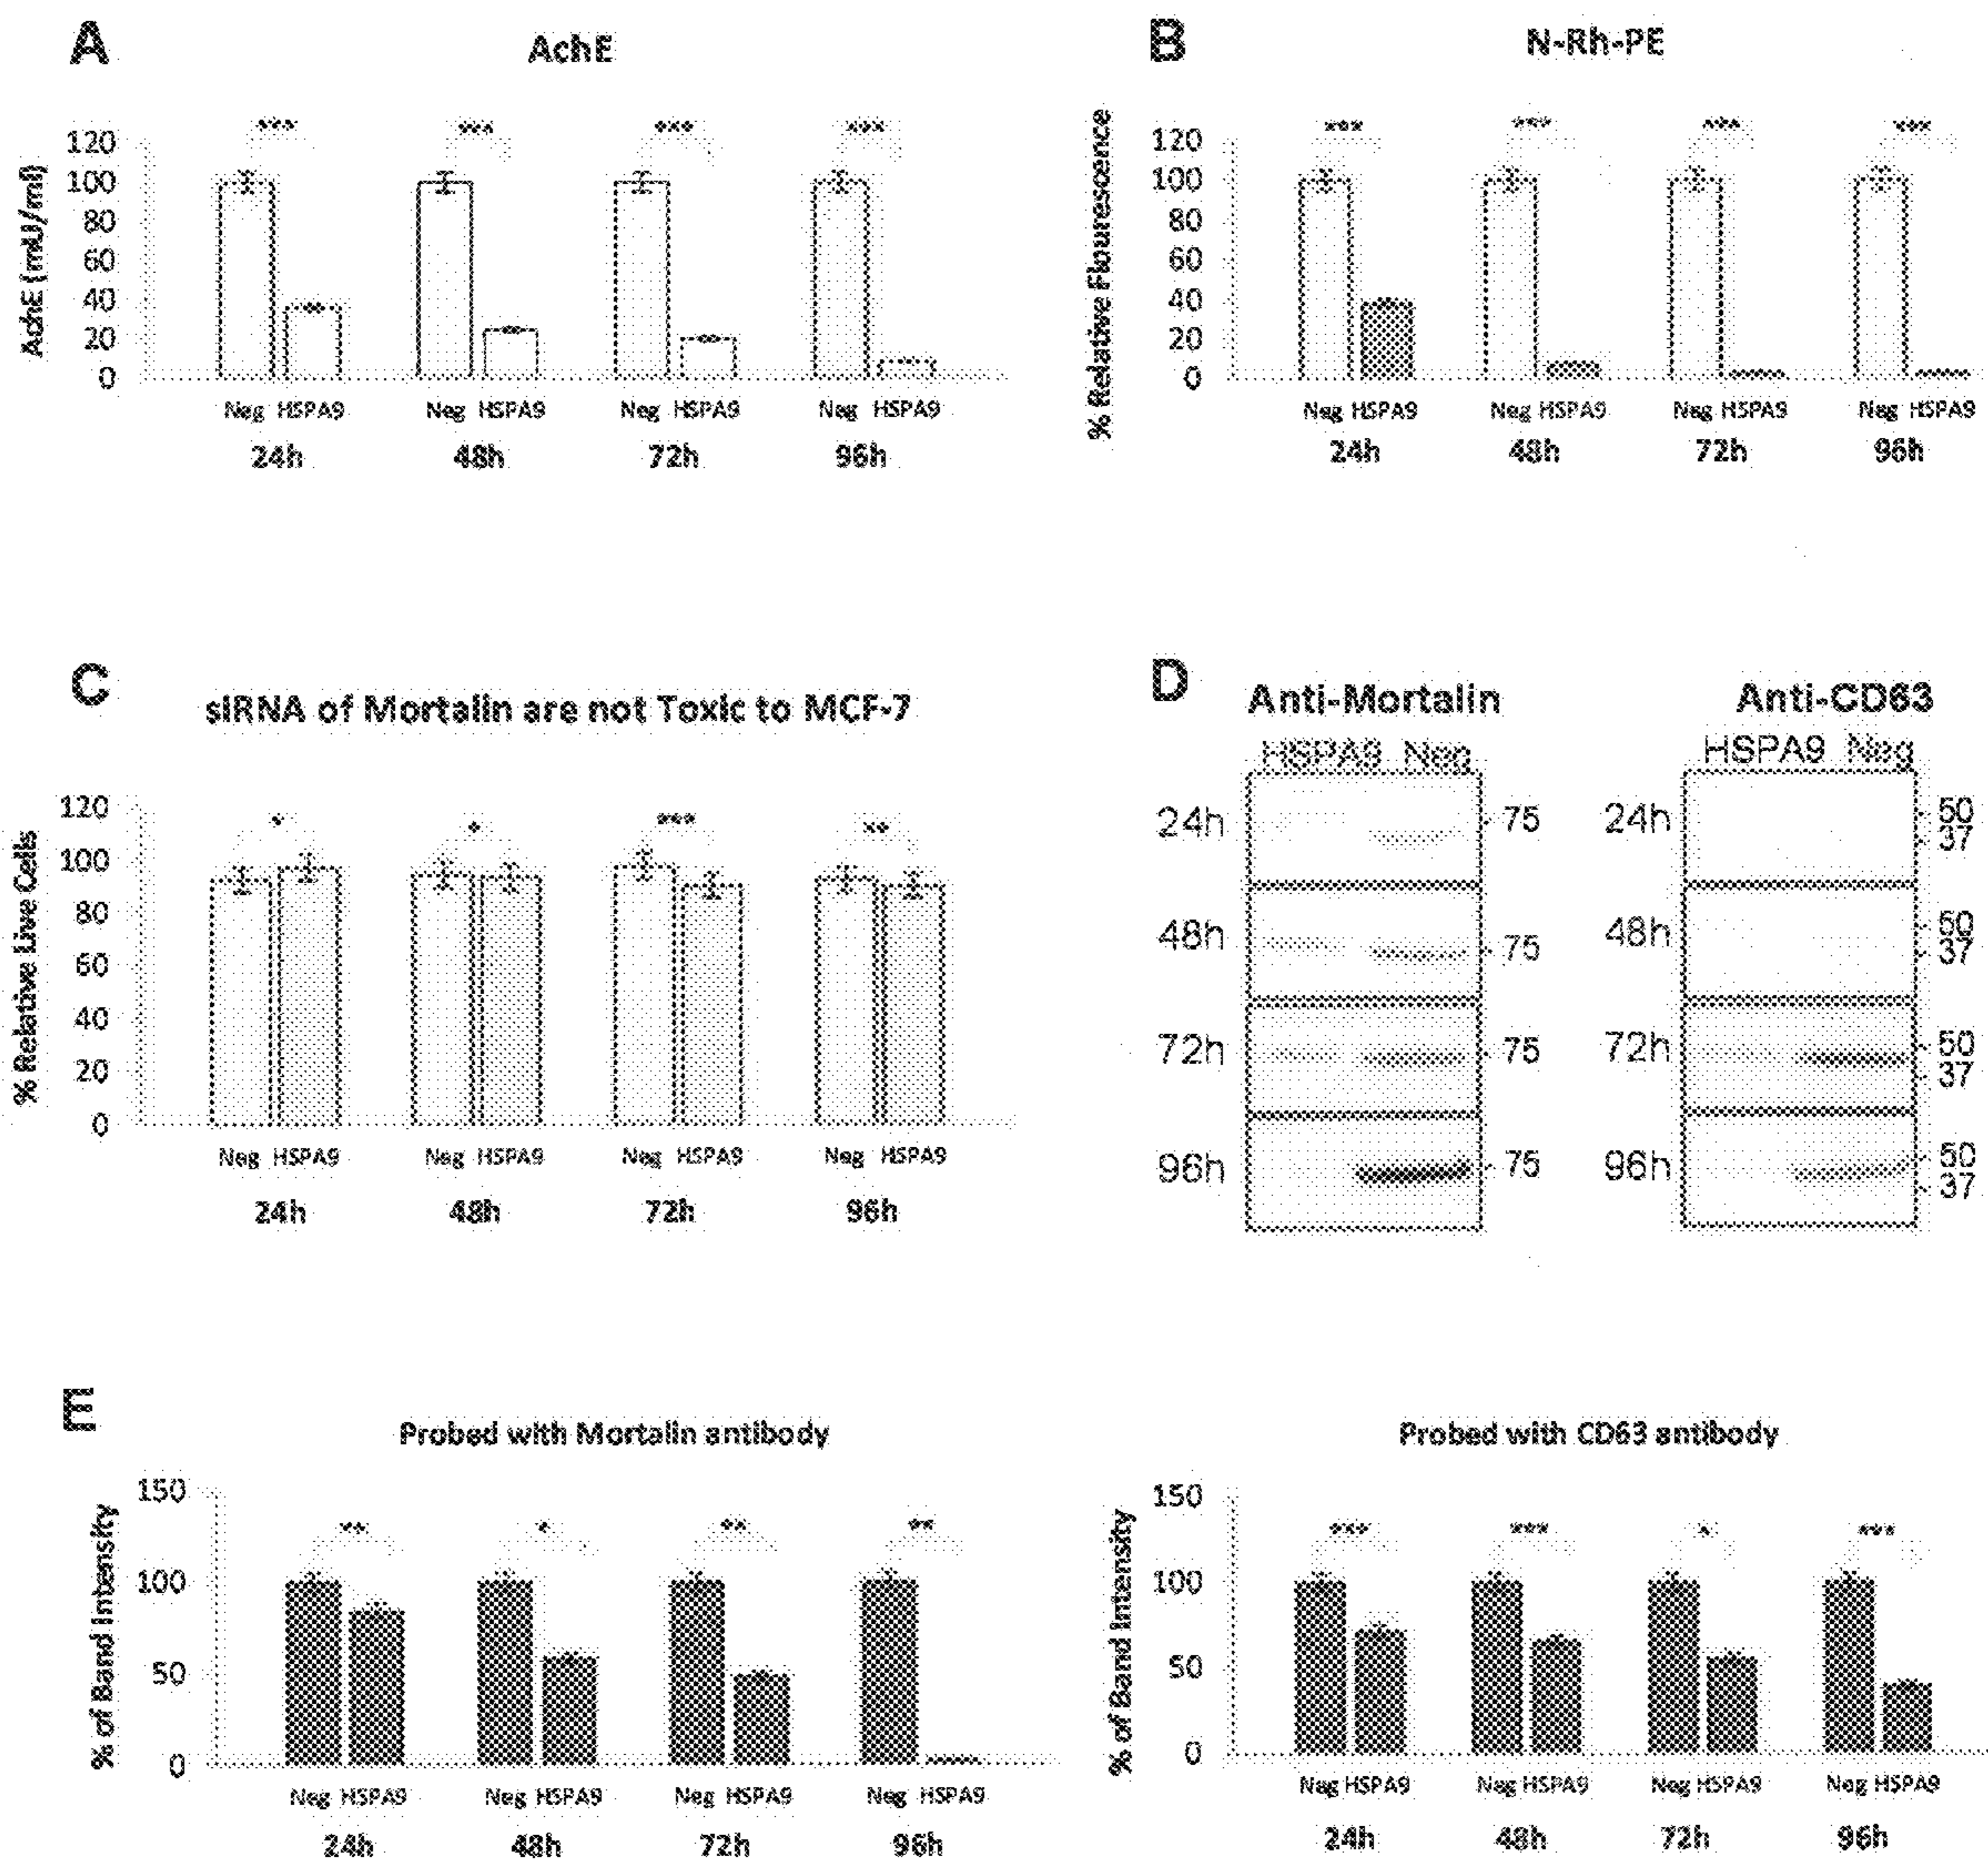 A
AchE
AchE (mU/ml)
120
100
80
60
40
20
0
***
***
***
***
Neg HSPA9
Neg HSPA9
Neg HSPA9
Neg HSPA9
24h
48h
72h
96h
B
N-Rh-PE
% Relative Flourescence
120
100
80
60
40
20
0
***
***
***
***
Neg HSPA9
Neg HSPA9
Neg HSPA9
Neg HSPA9
24h
48h
72h
96h
C
siRNA of Mortalin are not Toxic to MCF-7
% Relative Live Cells
120
100
80
60
40
20
0
*
*
***
**
Neg HSPA9
Neg HSPA9
Neg HSPA9
Neg HSPA9
24h
48h
72h
96h
D
Anti-Mortalin
HSPA9 Neg
24h
75
48h
75
72h
75
96h
75
Anti-CD63
HSPA9 Neg
24h
50
37
48h
50
37
72h
50
37
96h
50
37
E
Probed with Mortalin antibody
% of Band Intensity
150
100
50
0
**
*
**
**
Neg HSPA9
Neg HSPA9
Neg HSPA9
Neg HSPA9
24h
48h
72h
96h
Probed with CD63 antibody
% of Band Intensity
150
100
50
0
***
***
*
***
Neg HSPA9
Neg HSPA9
Neg HSPA9
Neg HSPA9
24h
48h
72h
96h